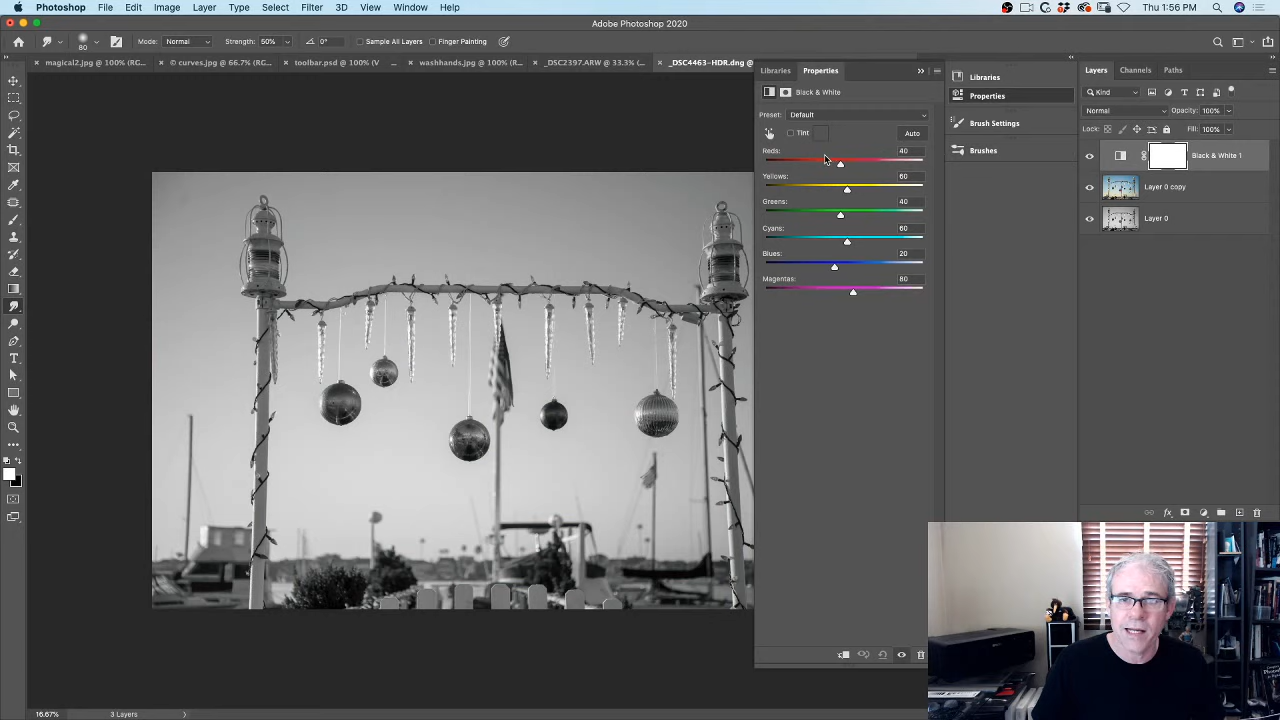 Photoshop File Edit Image Layer Type Select Filter 3D View Window Help Thu 1:56 PM
Adobe Photoshop 2020
80 Mode: Normal Strength: 50% 0° Sample All Layers Finger Painting
magical2.jpg @ 100% (RG... © curves.jpg @ 66.7% (RG... toolbar.psd @ 100% (V ... washhands.jpg @ 100% (R... _DSC2397.ARW @ 33.3% (... _DSC4463-HDR.dng @
Libraries Properties
Black & White
Preset: Default
Tint Auto
Reds: 40
Yellows: 60
Greens: 40
Cyans: 60
Blues: 20
Magentas: 80
Libraries
Properties
Brush Settings
Brushes
Layers Channels Paths
Kind
Normal Opacity: 100%
Lock: Fill: 100%
Black & White 1
Layer 0 copy
Layer 0
16.67% 3 Layers